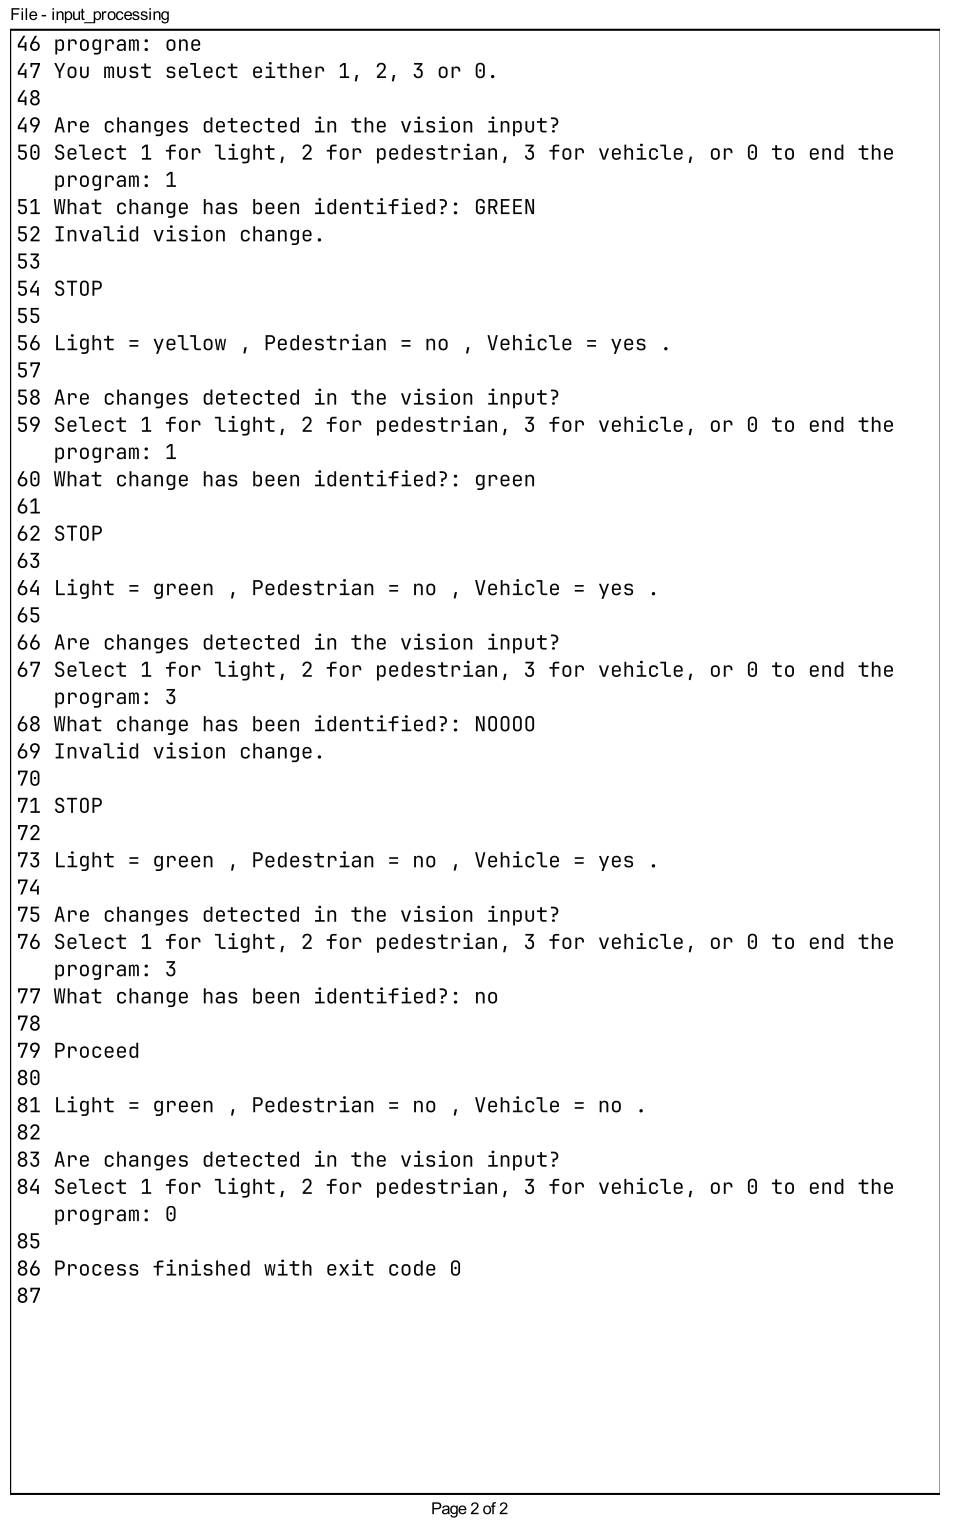 File - input_processing
46 program: one
47 You must select either 1, 2, 3 or 0.
48
49 Are changes detected in the vision input?
50 Select 1 for light, 2 for pedestrian, 3 for vehicle, or 0 to end the
program: 1
51 What change has been identified?: GREEN
52 Invalid vision change.
53
54 STOP
55
56 Light = yellow , Pedestrian = no , Vehicle = yes .
57
58 Are changes detected in the vision input?
59 Select 1 for light, 2 for pedestrian, 3 for vehicle, or 0 to end the
program: 1
60 What change has been identified?: green
61
62 STOP
63
64 Light = green , Pedestrian = no , Vehicle = yes .
65
66 Are changes detected in the vision input?
67 Select 1 for light, 2 for pedestrian, 3 for vehicle, or 0 to end the
program: 3
68 What change has been identified?: NOOOO
69 Invalid vision change.
70
71 STOP
72
73 Light = green , Pedestrian = no , Vehicle = yes .
74
75 Are changes detected in the vision input?
76 Select 1 for light, 2 for pedestrian, 3 for vehicle, or 0 to end the
program: 3
77 What change has been identified?: no
78
79 Proceed
80
81 Light = green , Pedestrian = no , Vehicle = no .
82
83 Are changes detected in the vision input?
84 Select 1 for light, 2 for pedestrian, 3 for vehicle, or 0 to end the
program: 0
85
86 Process finished with exit code 0
87
Page 2 of 2